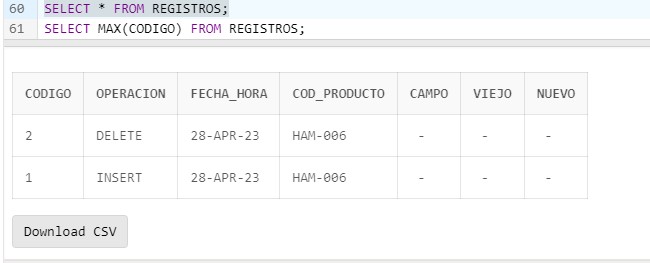 60 SELECT * FROM REGISTROS;
61 SELECT MAX(CODIGO) FROM REGISTROS;
CODIGO OPERACION FECHA_HORA COD_PRODUCTO CAMPO VIEJO NUEVO
2 DELETE 28-APR-23 HAM-006 - - -
1 INSERT 28-APR-23 HAM-006 - - -
Download CSV